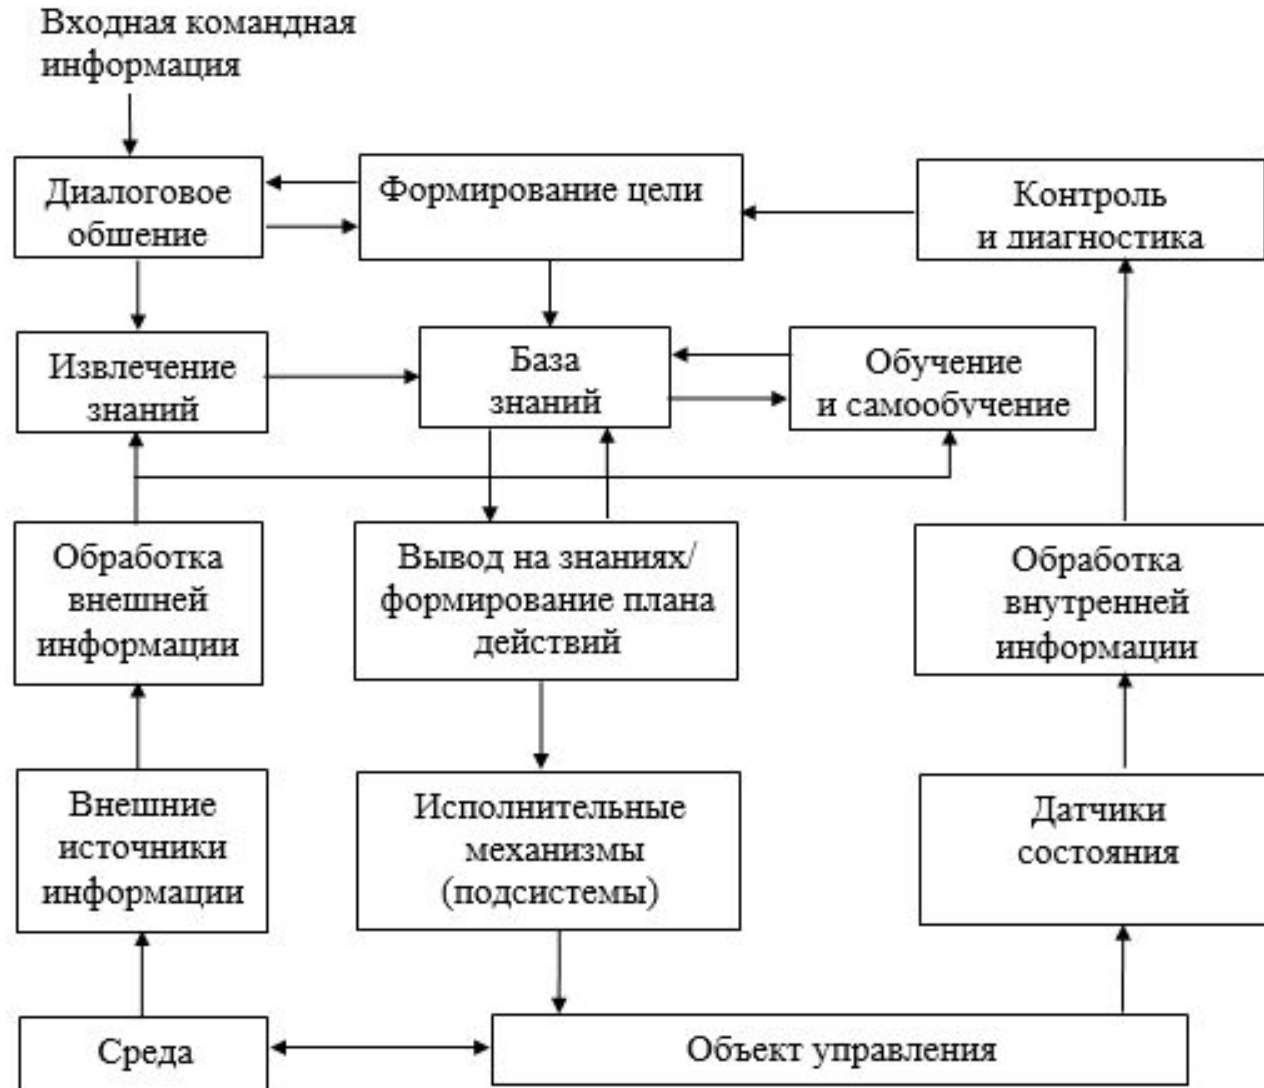 Входная командная
информация
Диалоговое
обшение
Формирование цели
Контроль
и диагностика
Извлечение
знаний
База
знаний
Обучение
и самообучение
Обработка
внешней
информации
Вывод на знаниях/
формирование плана
действий
Обработка
внутренней
информации
Внешние
источники
информации
Исполнительные
механизмы
(подсистемы)
Датчики
состояния
Среда
Объект управления